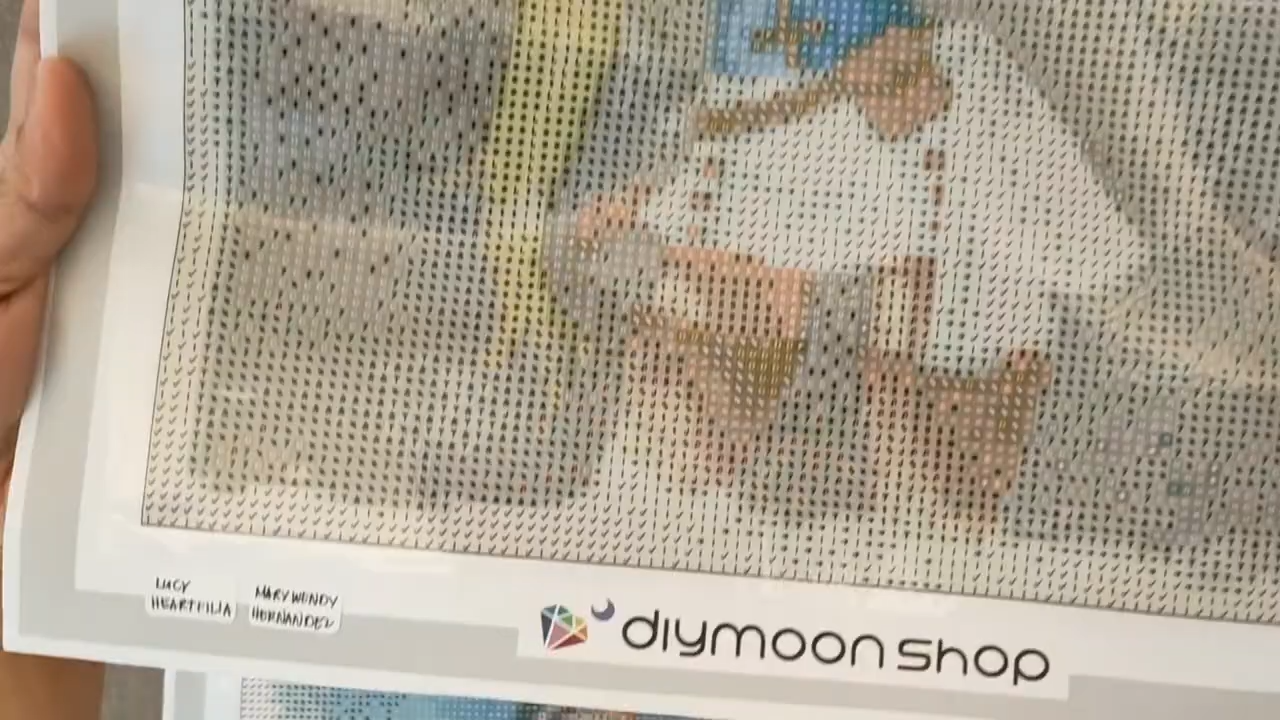 LUCY
HEARTFILIA
MARY WENDY
HERNANDEZ
diymoon shop